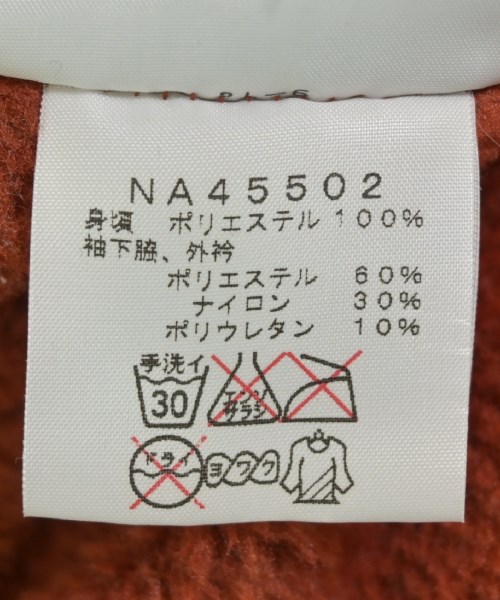 NA45502
身頃 ポリエステル 100%
袖下脇、外衿
ポリエステル 60%
ナイロン 30%
ポリウレタン 10%
手洗イ
30
エンソ
サラシ
ドライ
ヨワク